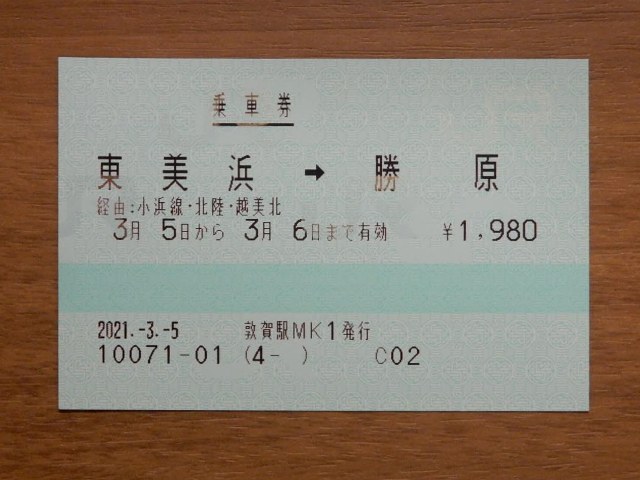 乗車券
東美浜 → 勝原
経由:小浜線・北陸・越美北
3月 5日から 3月 6日まで有効 ¥1,980
2021.-3.-5 敦賀駅MK1発行
10071-01 (4- ) C02